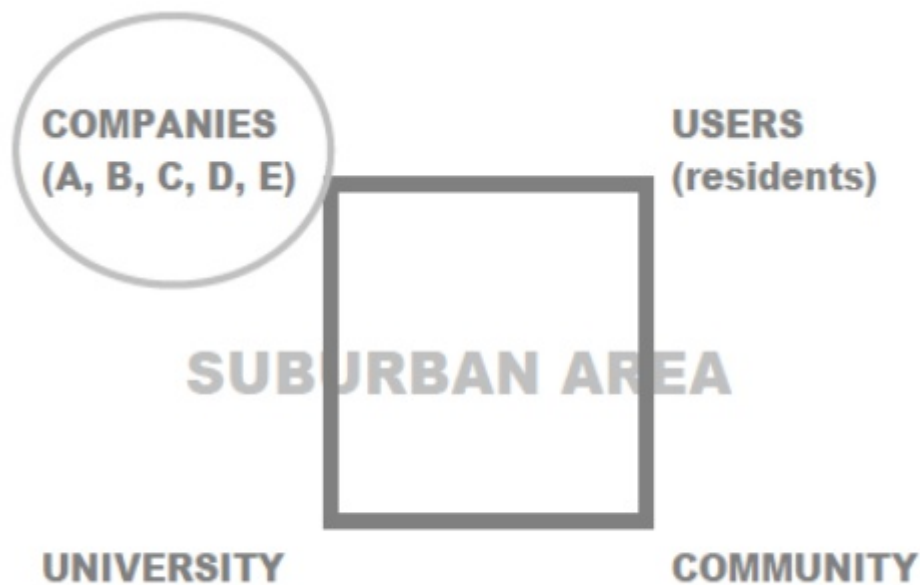 COMPANIES
(A, B, C, D, E)
USERS
(residents)
SUBURBAN AREA
UNIVERSITY
COMMUNITY